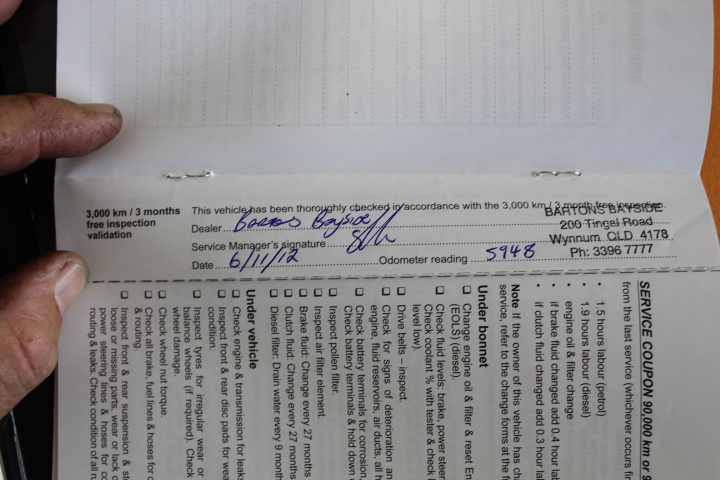 3,000 km / 3 months
free inspection
validation
This vehicle has been thoroughly checked in accordance with the 3,000 km / 3 month free inspection.
Dealer Bartons Bayside
Service Manager's signature
Date 6/11/12 Odometer reading 5948
BARTONS BAYSIDE
200 Tingel Road
Wynnum QLD 4178
Ph: 3396 7777
SERVICE COUPON 90,000 km or
from the last service (whichever occurs
• 1.5 hours labour (petrol)
• 1.9 hours labour (diesel)
• engine oil & filter change
• if brake fluid changed add 0.4 hour
• if clutch fluid changed add 0.3 hour
Note If the owner of this vehicle has
service, refer to the change forms at the
Under bonnet
❑ Change engine oil & filter & reset
(EOLS) (diesel).
❑ Check fluid levels: brake, power
Check coolant % with tester & check
level low).
❑ Drive belts – inspect.
❑ Check for signs of deterioration
engine, fluid reservoirs, air ducts, all
❑ Check battery terminals for corrosion.
Check battery terminals & hold down
❑ Inspect pollen filter.
❑ Inspect air filter element.
❑ Brake fluid: Change every 27 months
❑ Clutch fluid: Change every 27 months
❑ Diesel filter: Drain water every 9
Under vehicle
❑ Check engine & transmission for leaks
❑ Inspect front & rear disc pads for
condition.
❑ Inspect tyres for irregular wear or
balance wheels (if required). Check
wheel damage.
❑ Check wheel nut torque.
❑ Check all brake, fuel lines & hoses for
& routing.
❑ Inspect front & rear suspension &
loose or missing parts, wear or lack
power steering lines & hoses for
routing & leaks. Check condition of all